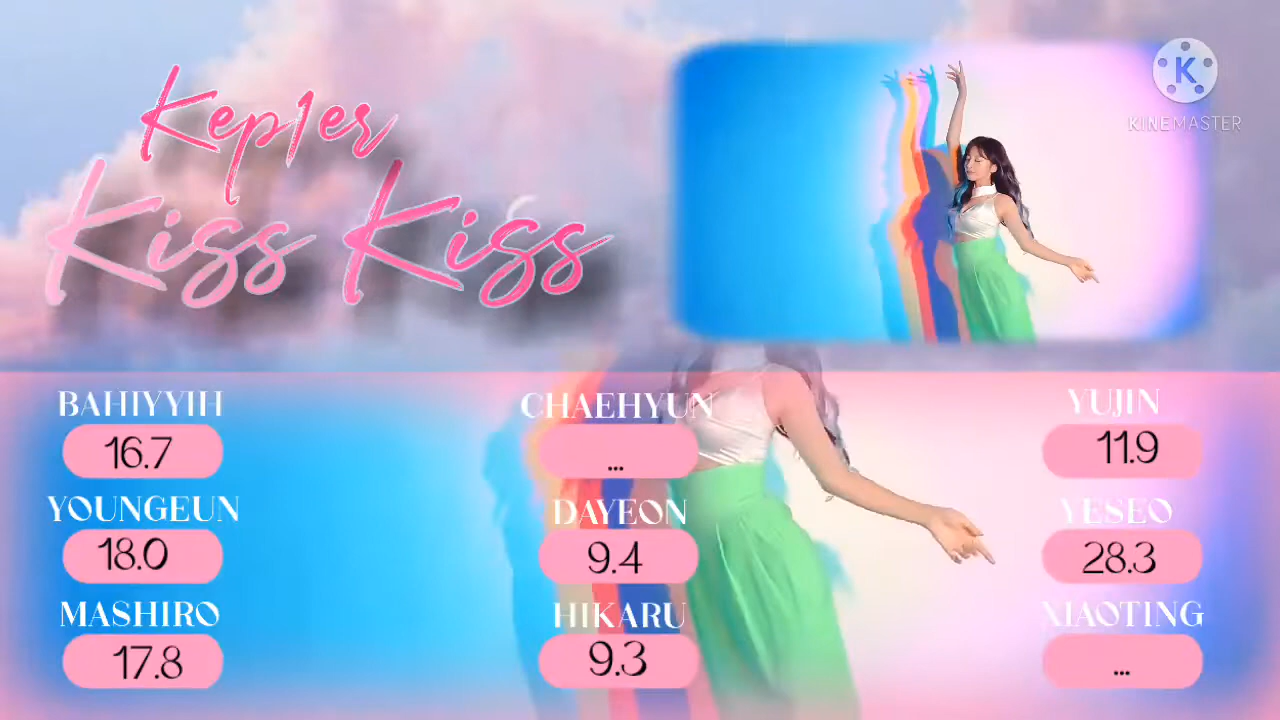 Kep1er
Kiss Kiss
K
KINEMASTER
BAHIYYIH
16.7
CHAEHYUN
...
YUJIN
11.9
YOUNGEUN
18.0
DAYEON
9.4
YESEO
28.3
MASHIRO
17.8
HIKARU
9.3
XIAOTING
...